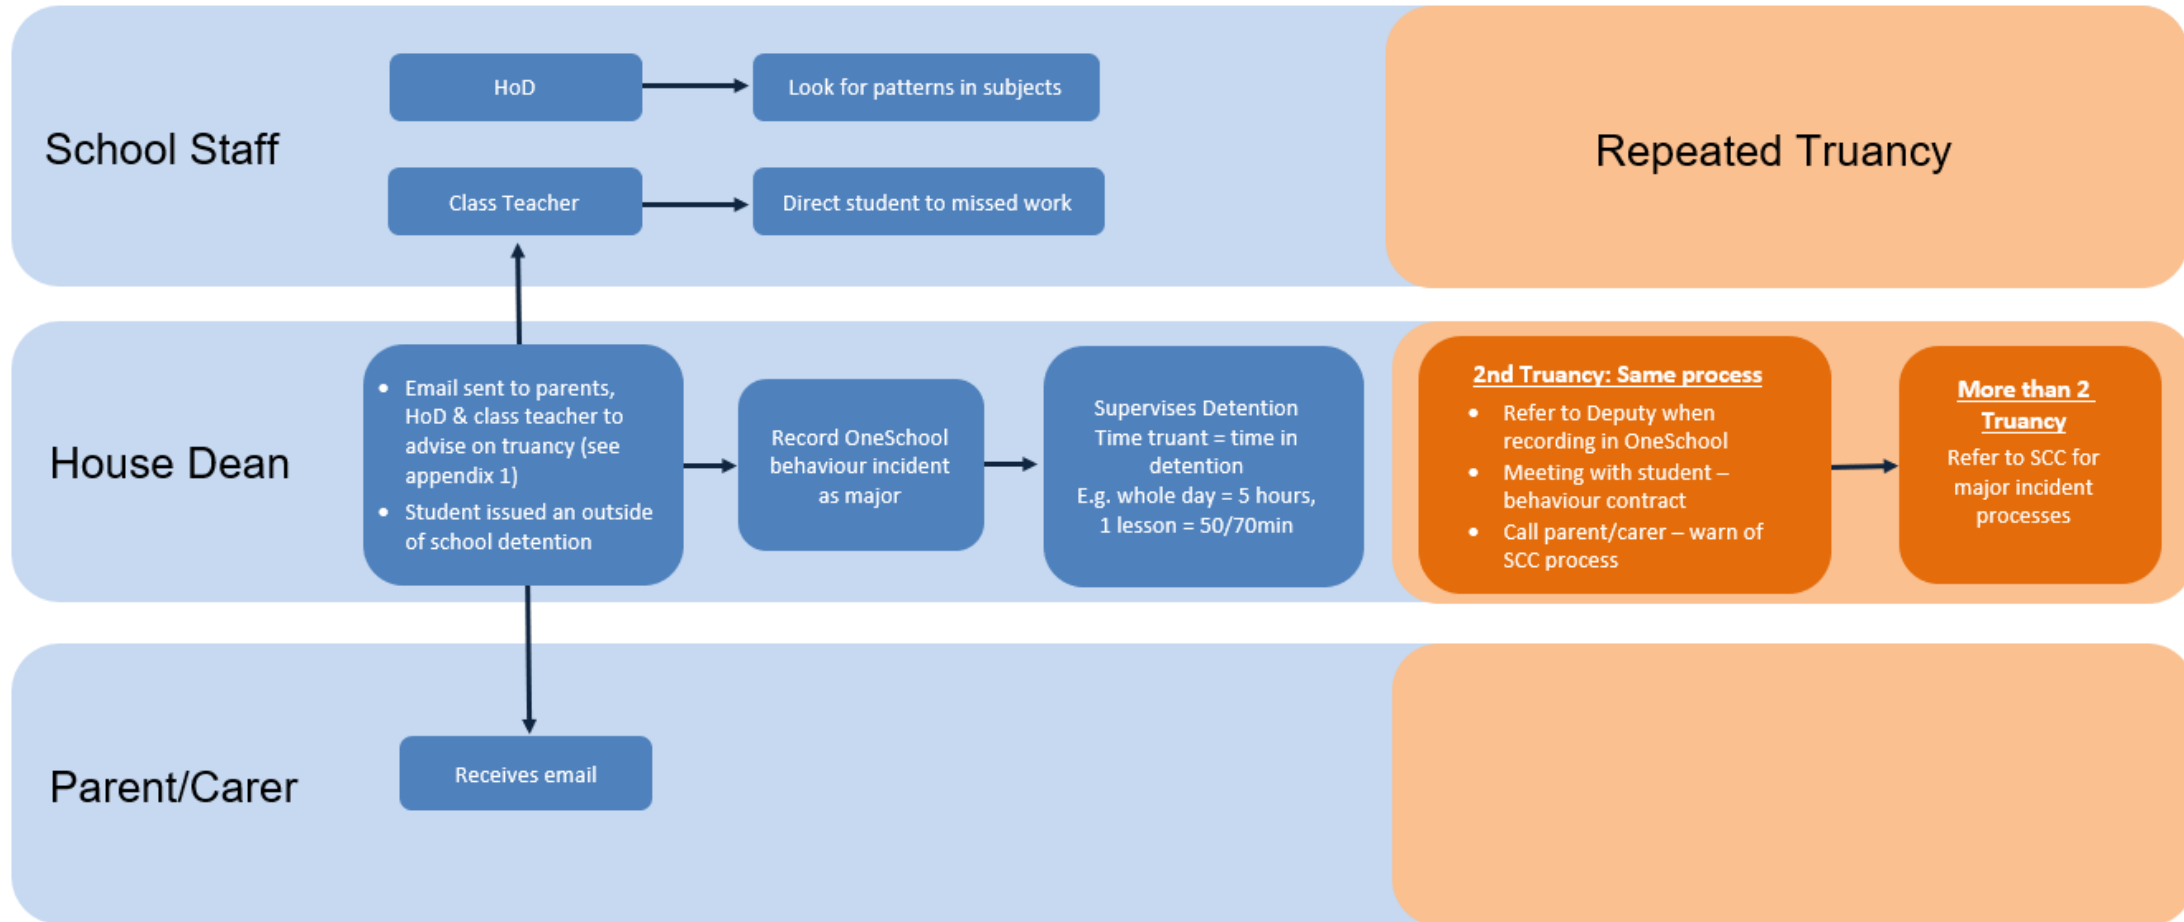 School Staff
HoD
Look for patterns in subjects
Class Teacher
Direct student to missed work
Repeated Truancy
House Dean
• Email sent to parents,
HoD & class teacher to
advise on truancy (see
appendix 1)
• Student issued an outside
of school detention
Record OneSchool
behaviour incident
as major
Supervises Detention
Time truant = time in
detention
E.g. whole day = 5 hours,
1 lesson = 50/70min
2nd Truancy: Same process
• Refer to Deputy when
recording in OneSchool
• Meeting with student –
behaviour contract
• Call parent/carer – warn of
SCC process
More than 2
Truancy
Refer to SCC for
major incident
processes
Parent/Carer
Receives email